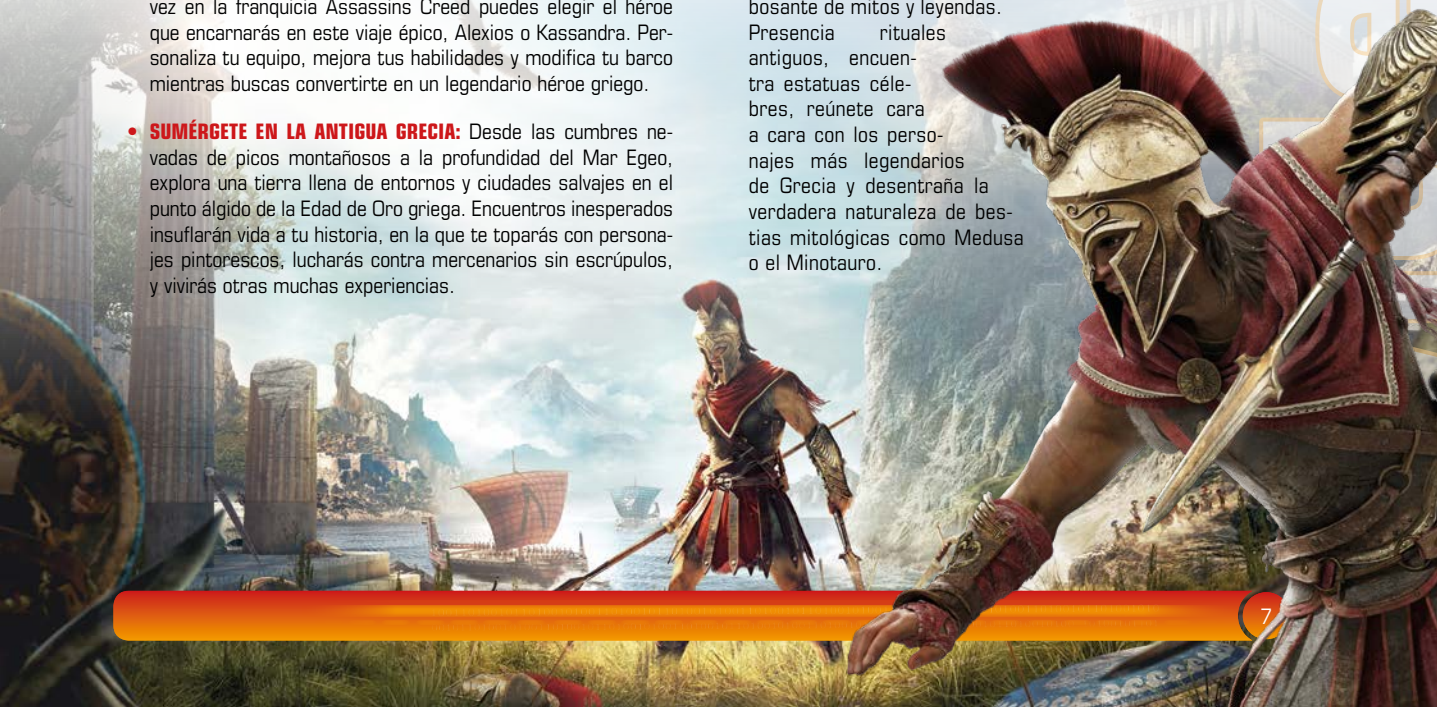 vez en la franquicia Assassins Creed puedes elegir el héroe
que encarnarás en este viaje épico, Alexios o Kassandra. Per-
sonaliza tu equipo, mejora tus habilidades y modifica tu barco
mientras buscas convertirte en un legendario héroe griego.
• SUMÉRGETE EN LA ANTIGUA GRECIA: Desde las cumbres ne-
vadas de picos montañosos a la profundidad del Mar Egeo,
explora una tierra llena de entornos y ciudades salvajes en el
punto álgido de la Edad de Oro griega. Encuentros inesperados
insuflarán vida a tu historia, en la que te toparás con persona-
jes pintorescos, lucharás contra mercenarios sin escrúpulos,
y vivirás otras muchas experiencias.
bosante de mitos y leyendas.
Presencia rituales
antiguos, encuen-
tra estatuas céle-
bres, reúnete cara
a cara con los perso-
najes más legendarios
de Grecia y desentraña la
verdadera naturaleza de bes-
tias mitológicas como Medusa
o el Minotauro.
7